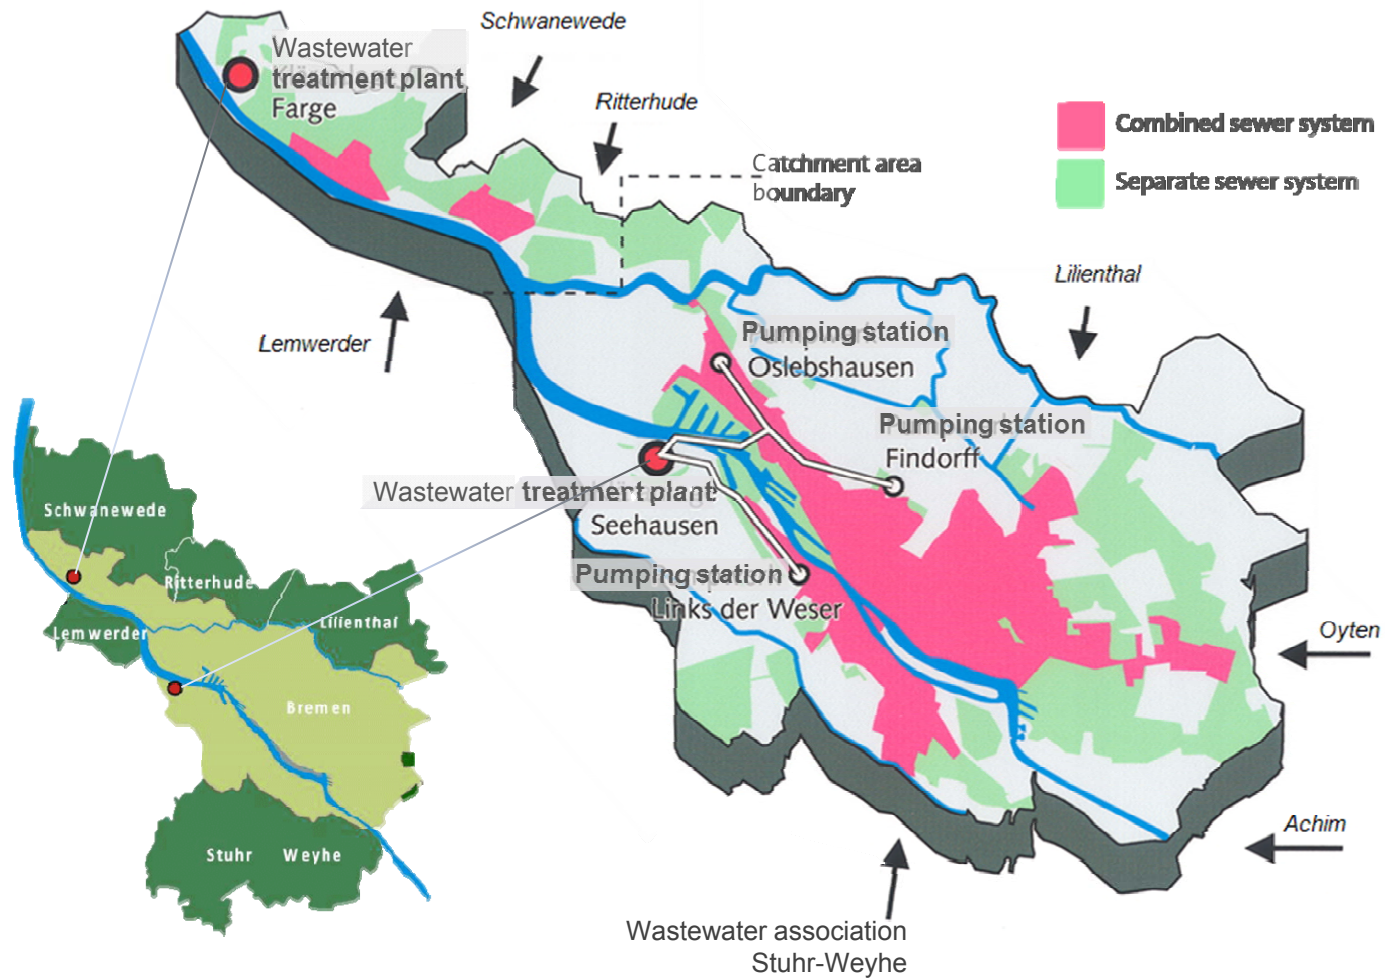 Schwanewede
Wastewater
treatment plant
Farge
Ritterhude
Combined sewer system
Catchment area
boundary
Separate sewer system
Lilienthal
Pumping station
Oslebshausen
Lemwerder
Pumping station
Findorff
Wastewater treatment plant
Seehausen
Schwanewede
Pumping station
Links der Weser
Ritterhude
Lilienthal
Lemwerder
Oyten
Bremen
Achim
Stuhr Weyhe
Wastewater association
Stuhr-Weyhe